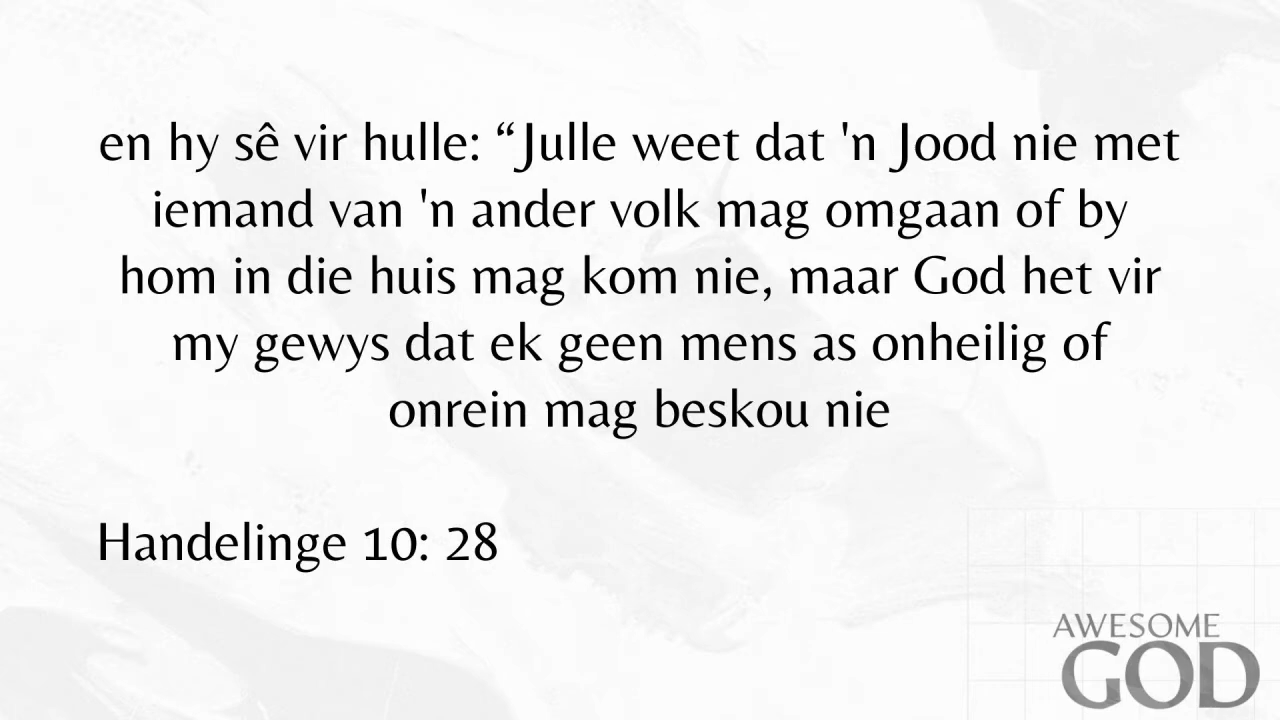 en hy sê vir hulle: “Julle weet dat 'n Jood nie met
iemand van 'n ander volk mag omgaan of by
hom in die huis mag kom nie, maar God het vir
my gewys dat ek geen mens as onheilig of
onrein mag beskou nie
Handelinge 10: 28
AWESOME
GOD